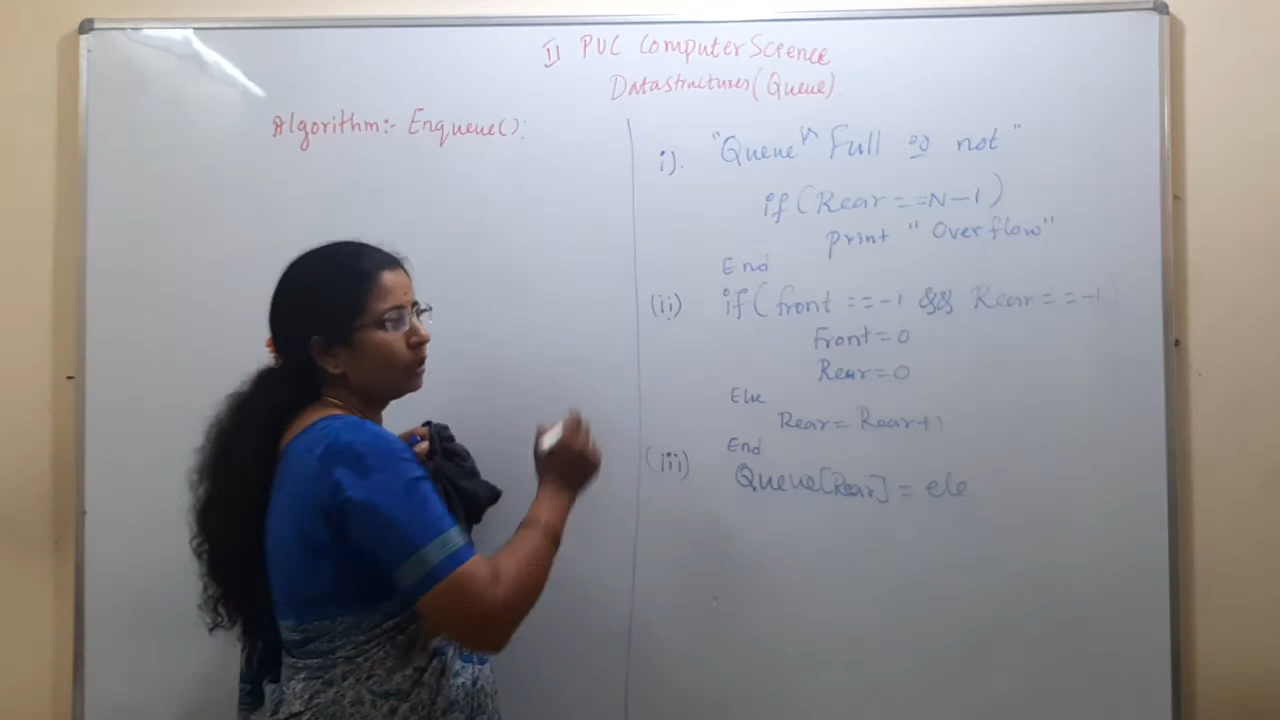 II PUC Computer Science
Datastructures (Queue)
Algorithm:- Enqueue():
i). "Queue" Full or not"
if (Rear == N-1)
print "Overflow"
End
(ii) if (front == -1 && Rear == -1)
Front = 0
Rear = 0
Else
Rear = Rear + 1
End
(iii) Queue[Rear] = ele